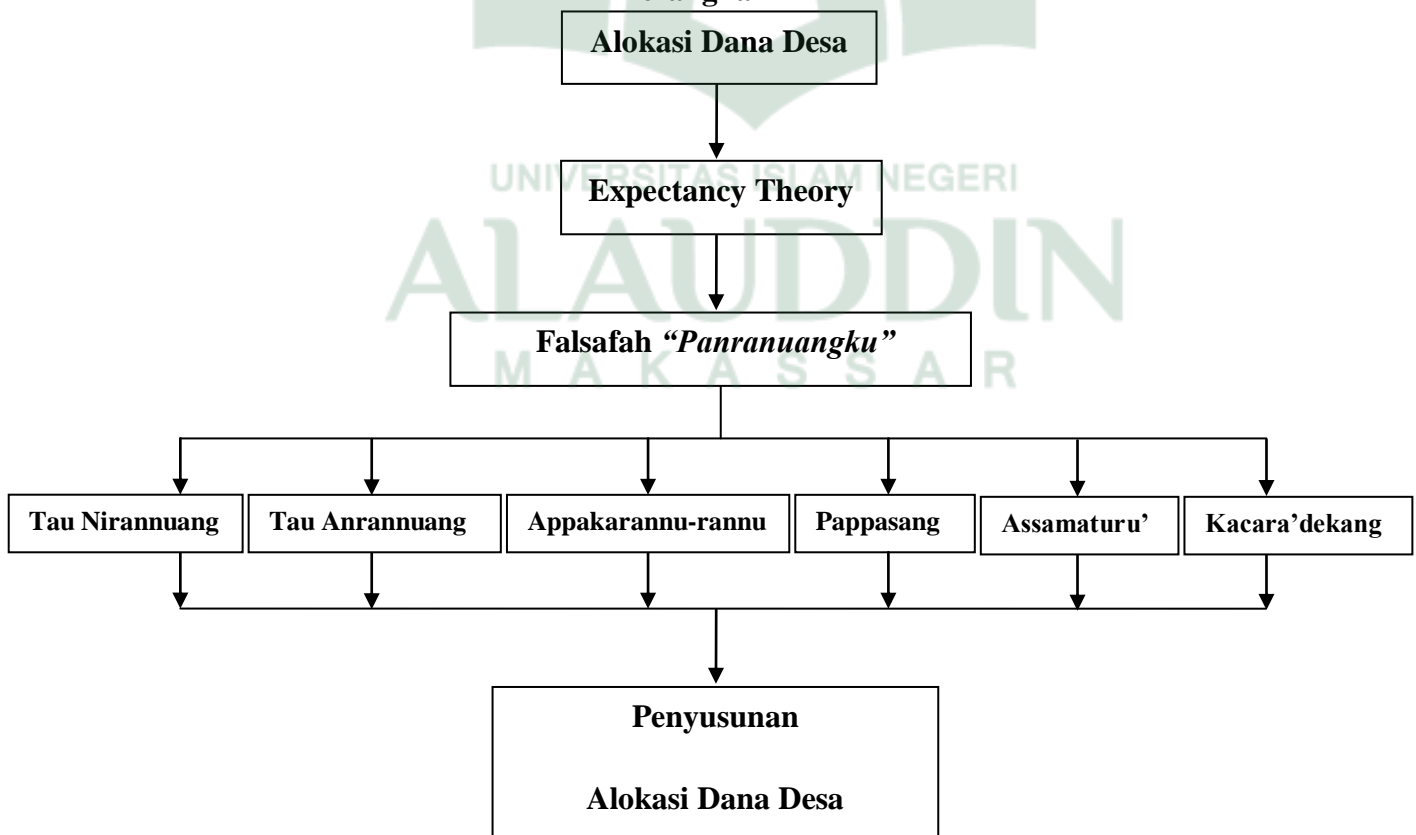 Alokasi Dana Desa
UNIVERSITAS ISLAM NEGERI
Expectancy Theory
ALAUDDIN
Falsafah “Panranuangku”
MAKASSAR
Tau Nirannuang
Tau Anrannuang
Appakarannu-rannu
Pappasang
Assamaturu’
Kacara’dekang
Penyusunan
Alokasi Dana Desa